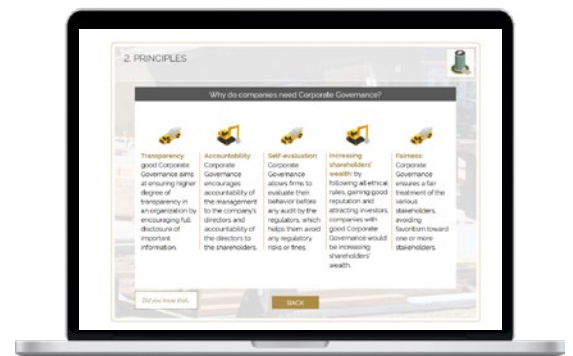 2. PRINCIPLES
Why do companies need Corporate Governance?
Transparency:
good Corporate
Governance aims
at ensuring higher
degree of
transparency in
an organization by
encouraging full
disclosure of
important
information.
Accountability:
Corporate
Governance
encourages
accountability of
the management
to the company's
directors and
accountability of
the directors to
the shareholders.
Self-evaluation:
Corporate
Governance
allows firms to
evaluate their
behavior before
any audit by the
regulators, which
helps them avoid
any regulatory
risks or fines.
Increasing
shareholders'
wealth: by
following all ethical
rules, gaining good
reputation and
attracting investors,
companies with
good Corporate
Governance would
be increasing
shareholders'
wealth.
Fairness:
Corporate
Governance
ensures a fair
treatment of the
various
stakeholders,
avoiding
favoritism toward
one or more
stakeholders.
Did you know that...
BACK